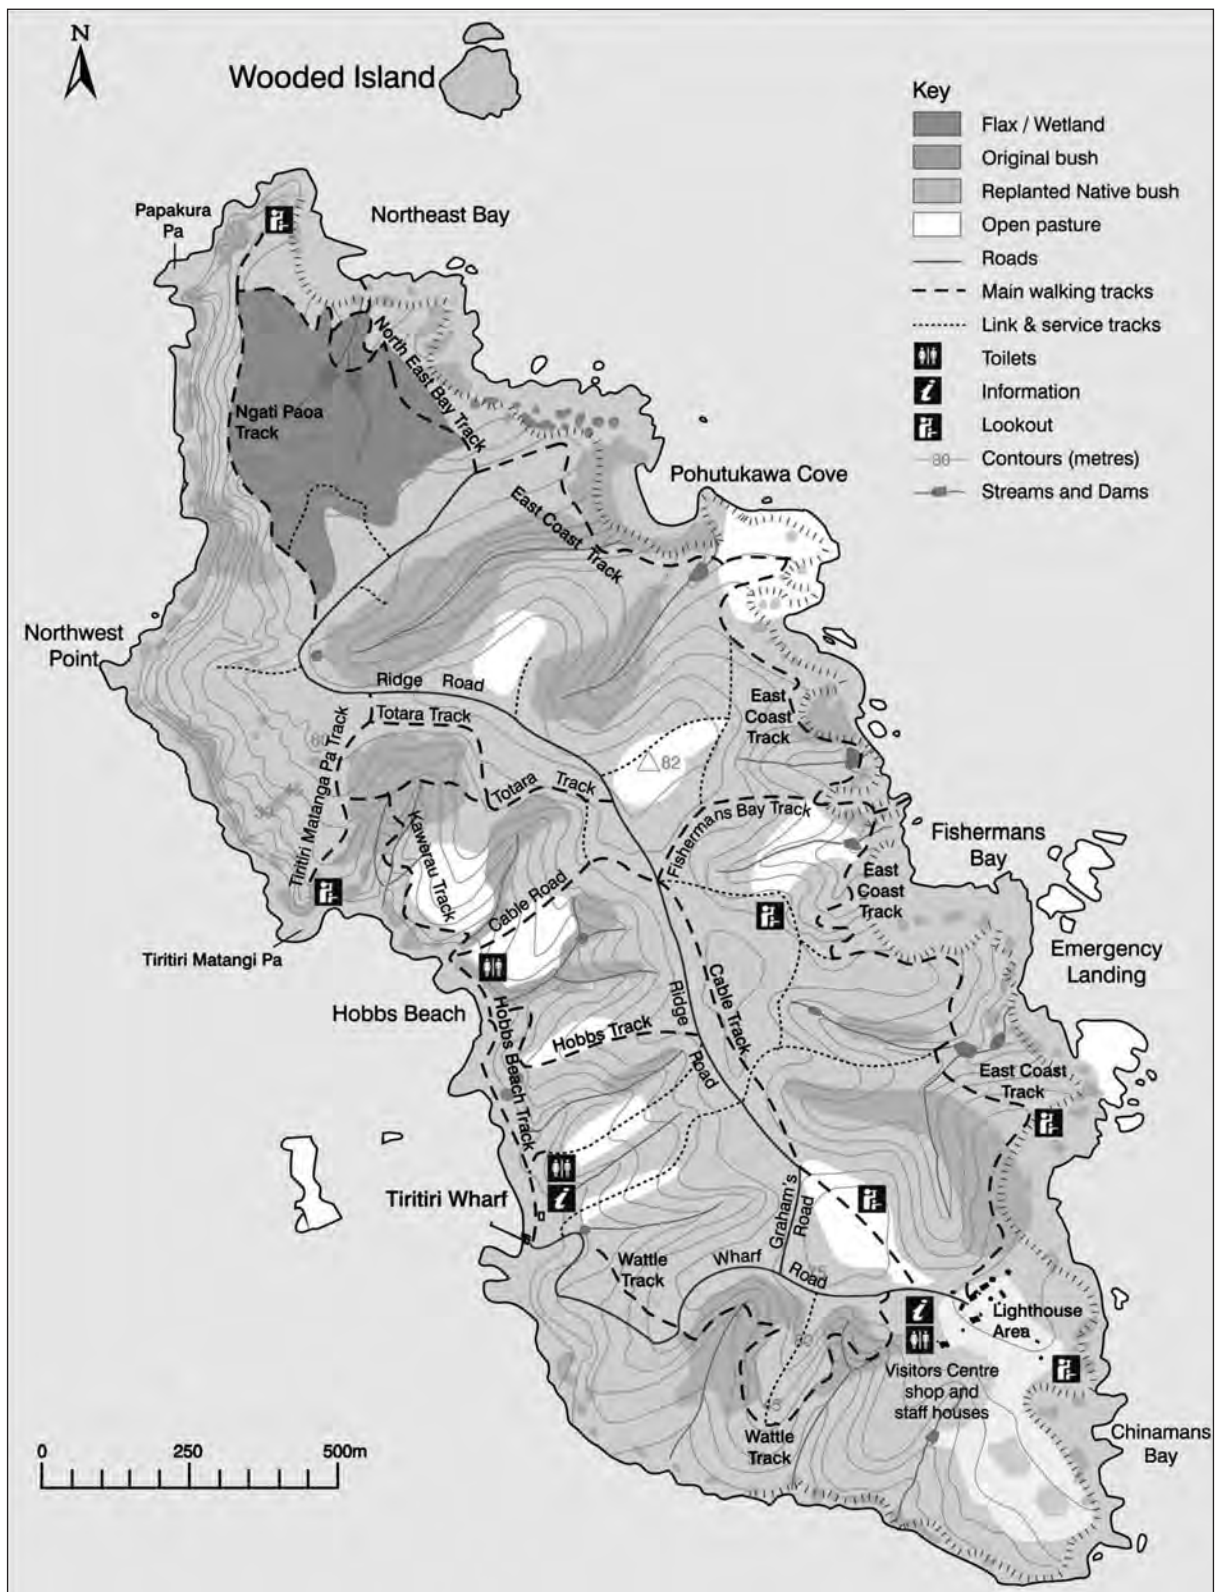 N
Wooded Island
Key
Flax / Wetland
Original bush
Replanted Native bush
Open pasture
Roads
Main walking tracks
Link & service tracks
Toilets
Information
Lookout
80
Contours (metres)
Streams and Dams
Papakura
Pa
Northeast Bay
North East Bay Track
Ngati Paoa
Track
Pohutukawa Cove
East Coast Track
Northwest
Point
Ridge Road
Totara Track
East
Coast
Track
60
Tiritiri Matanga Pa Track
82
Totara Track
Fishermans Bay Track
Kawerau Track
Fishermans
Bay
East
Coast
Track
Cable Road
Tiritiri Matangi Pa
Emergency
Landing
Cable Track
Hobbs Beach
Hobbs Beach Track
Hobbs Track
Ridge Road
East Coast
Track
Tiritiri Wharf
Graham's
Road
Wattle
Track
Wharf Road
Lighthouse
Area
Visitors Centre
shop and
staff houses
Wattle
Track
Chinamans
Bay
0 250 500m